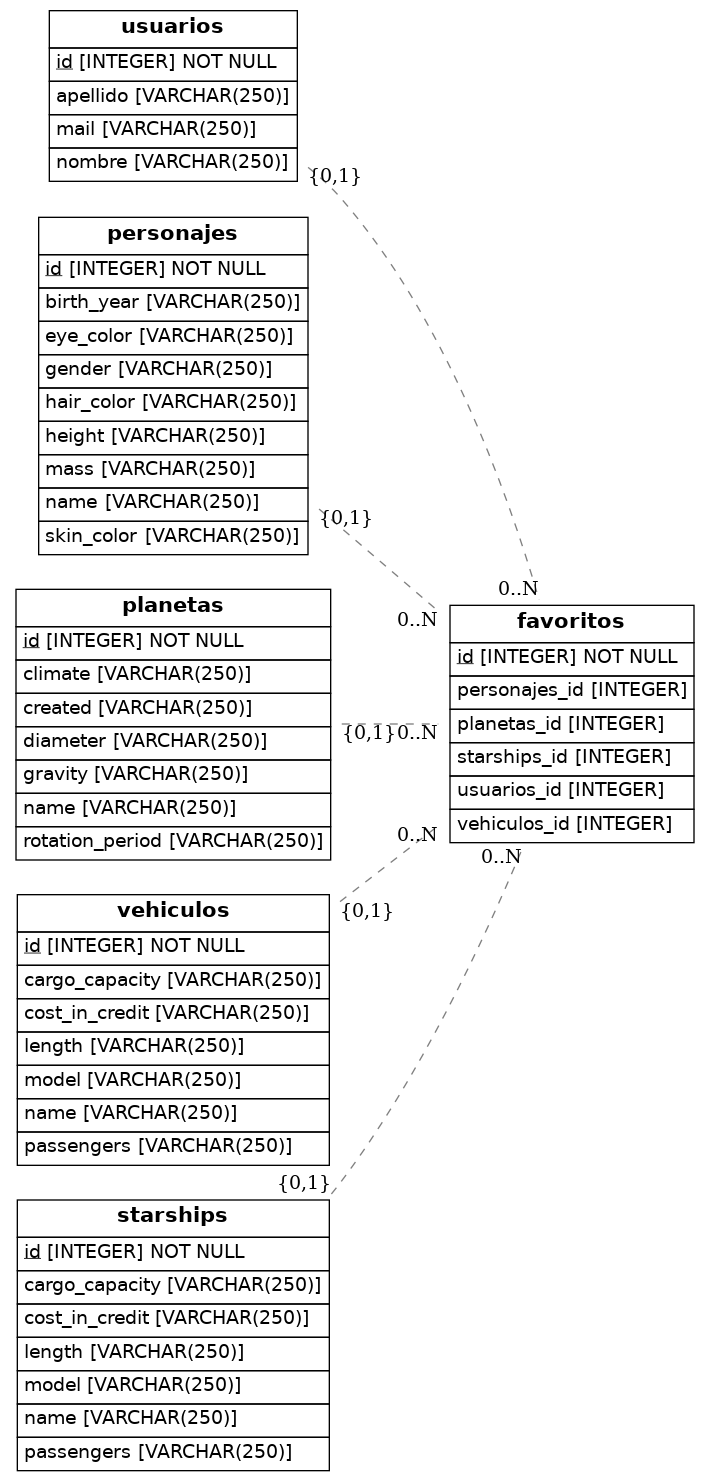 usuarios
id [INTEGER] NOT NULL
apellido [VARCHAR(250)]
mail [VARCHAR(250)]
nombre [VARCHAR(250)]
{0,1}
personajes
id [INTEGER] NOT NULL
birth_year [VARCHAR(250)]
eye_color [VARCHAR(250)]
gender [VARCHAR(250)]
hair_color [VARCHAR(250)]
height [VARCHAR(250)]
mass [VARCHAR(250)]
name [VARCHAR(250)]
skin_color [VARCHAR(250)]
{0,1}
0..N
0..N
planetas
id [INTEGER] NOT NULL
climate [VARCHAR(250)]
created [VARCHAR(250)]
diameter [VARCHAR(250)]
gravity [VARCHAR(250)]
name [VARCHAR(250)]
rotation_period [VARCHAR(250)]
{0,1}
0..N
favoritos
id [INTEGER] NOT NULL
personajes_id [INTEGER]
planetas_id [INTEGER]
starships_id [INTEGER]
usuarios_id [INTEGER]
vehiculos_id [INTEGER]
0..N
0..N
{0,1}
vehiculos
id [INTEGER] NOT NULL
cargo_capacity [VARCHAR(250)]
cost_in_credit [VARCHAR(250)]
length [VARCHAR(250)]
model [VARCHAR(250)]
name [VARCHAR(250)]
passengers [VARCHAR(250)]
{0,1}
starships
id [INTEGER] NOT NULL
cargo_capacity [VARCHAR(250)]
cost_in_credit [VARCHAR(250)]
length [VARCHAR(250)]
model [VARCHAR(250)]
name [VARCHAR(250)]
passengers [VARCHAR(250)]